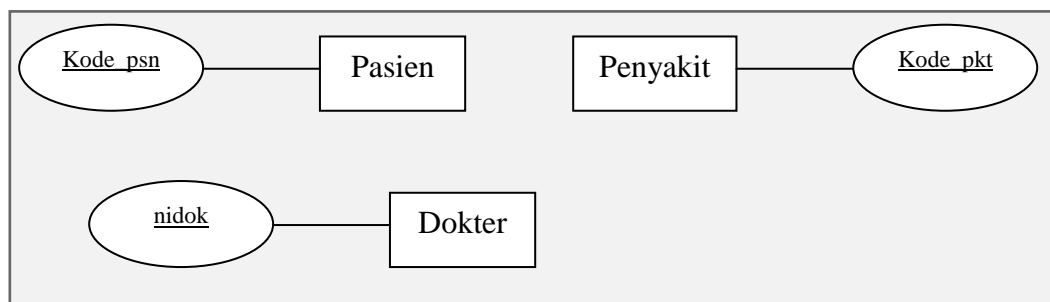 Kode_psn
Pasien
Penyakit
Kode_pkt
nidok
Dokter